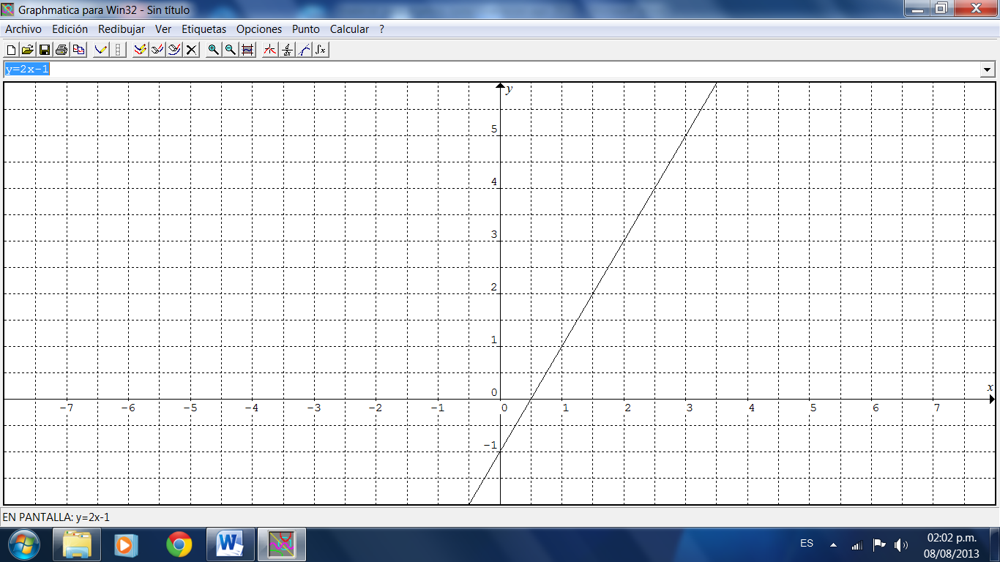 Graphmatica para Win32 - Sin título
Archivo Edición Redibujar Ver Etiquetas Opciones Punto Calcular ?
y=2x-1
y
5
4
3
2
1
0
x
-7 -6 -5 -4 -3 -2 -1 0 1 2 3 4 5 6 7
-1
EN PANTALLA: y=2x-1
ES
02:02 p.m.
08/08/2013